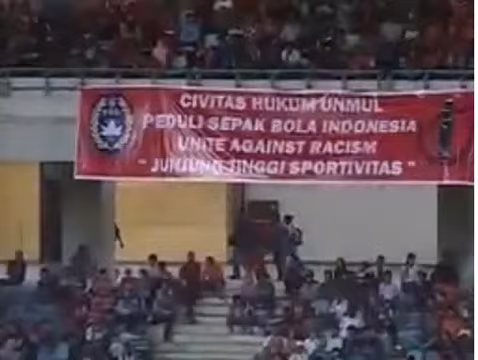 CIVITAS HUKUM UNMUL
PEDULI SEPAK BOLA INDONESIA
UNITE AGAINST RACISM
" JUNJUNG TINGGI SPORTIVITAS "